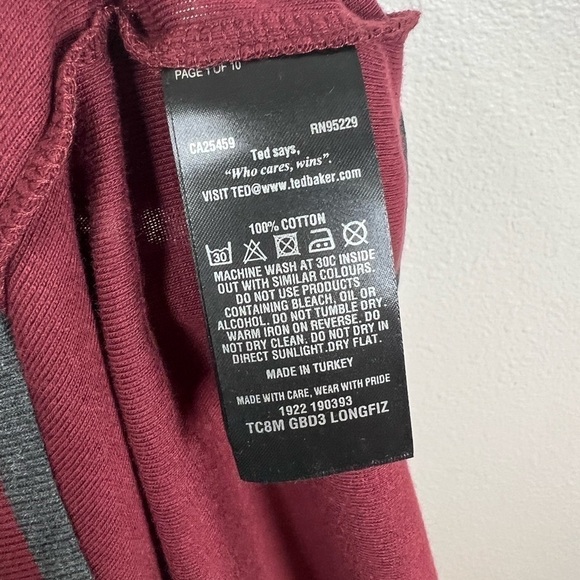 PAGE 1 OF 10
CA25459 RN95229
Ted says,
"Who cares, wins".
VISIT TED@www.tedbaker.com
100% COTTON
30
MACHINE WASH AT 30C INSIDE
OUT WITH SIMILAR COLOURS.
DO NOT USE PRODUCTS
CONTAINING BLEACH, OIL OR
ALCOHOL. DO NOT TUMBLE DRY.
WARM IRON ON REVERSE. DO
NOT DRY CLEAN. DO NOT DRY IN
DIRECT SUNLIGHT.DRY FLAT.
MADE IN TURKEY
MADE WITH CARE, WEAR WITH PRIDE
1922 190393
TC8M GBD3 LONGFIZ